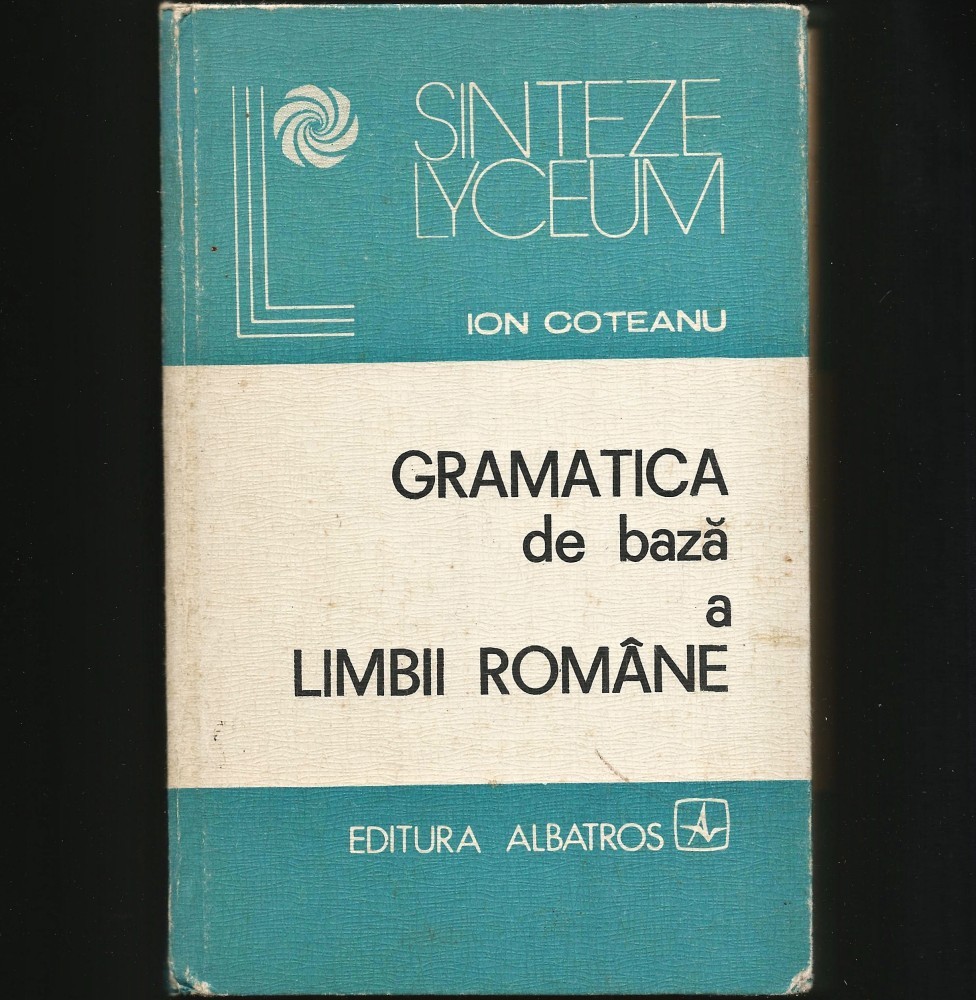 SINTEZE
LYCEUM
ION COTEANU
GRAMATICA
de bază
a
LIMBII ROMÂNE
EDITURA ALBATROS